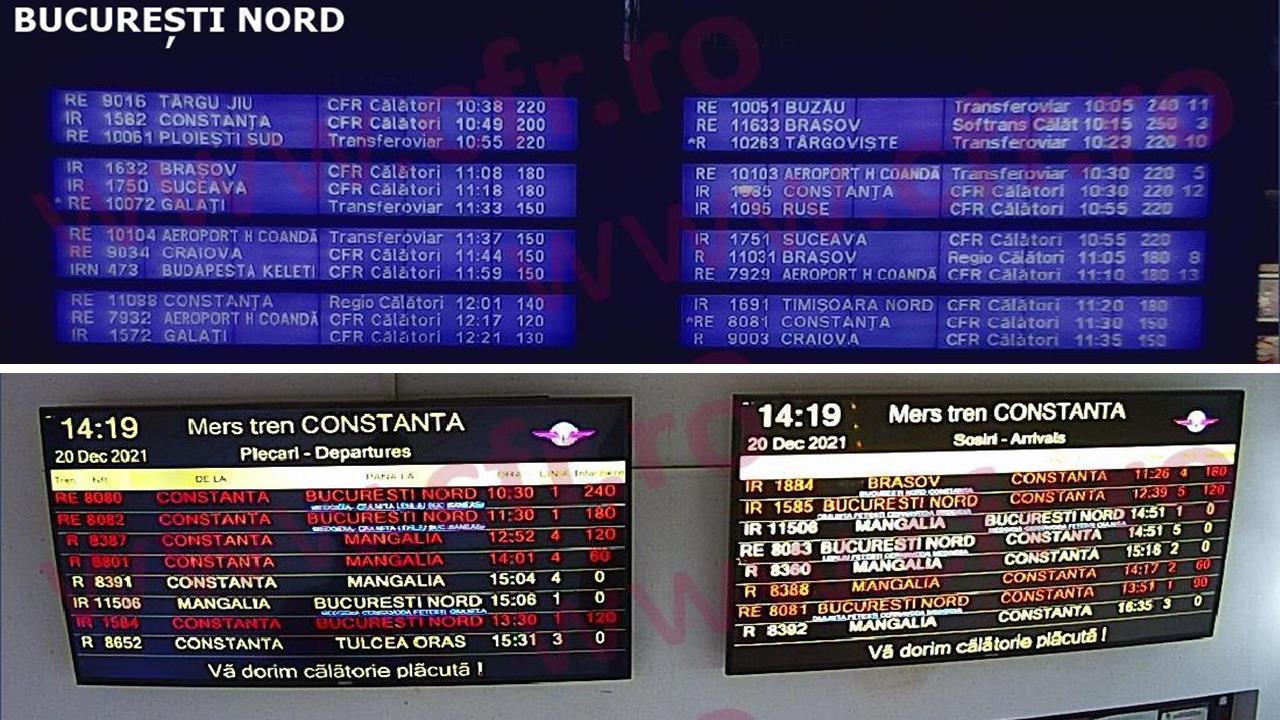 BUCUREȘTI NORD
RE 9016 TÂRGU JIU CFR Călători 10:38 220
IR 1582 CONSTANȚA CFR Călători 10:49 200
RE 10061 PLOIEȘTI SUD Transferoviar 10:55 220
IR 1632 BRAȘOV CFR Călători 11:08 180
IR 1750 SUCEAVA CFR Călători 11:18 180
* RE 10072 GALAȚI Transferoviar 11:33 150
RE 10104 AEROPORT H COANDĂ Transferoviar 11:37 150
RE 9034 CRAIOVA CFR Călători 11:44 150
IRN 473 BUDAPESTA KELETI CFR Călători 11:59 150
RE 11088 CONSTANȚA Regio Călători 12:01 140
RE 7932 AEROPORT H COANDĂ CFR Călători 12:17 120
IR 1572 GALAȚI CFR Călători 12:21 130
RE 10051 BUZĂU Transferoviar 10:05 240 11
RE 11633 BRAȘOV Softrans Călăt 10:15 250 3
*R 10263 TÂRGOVIȘTE Transferoviar 10:23 220 10
RE 10103 AEROPORT H COANDĂ Transferoviar 10:30 220 5
IR CONSTANȚA CFR Călători 10:30 220 12
IR 1095 RUSE CFR Călători 10:55 220
IR 1751 SUCEAVA CFR Călători 10:55 220
R 11031 BRAȘOV Regio Călători 11:05 180 8
RE 7929 AEROPORT H COANDĂ CFR Călători 11:10 180 13
IR 1691 TIMIȘOARA NORD CFR Călători 11:20 180
*RE 8081 CONSTANȚA CFR Călători 11:30 150
R 9003 CRAIOVA CFR Călători 11:35 150
www.cfr.ro
www.cfr.ro
14:19 Mers tren CONSTANTA
20 Dec 2021 Plecari - Departures
Tren NR. DE LA PANA LA ORA LINIA Intarziere
RE 8080 CONSTANTA BUCURESTI NORD 10:30 1 240
RE 8082 CONSTANTA BUCURESTI NORD 11:30 1 180
R 8387 CONSTANTA MANGALIA 12:52 4 120
R 8801 CONSTANTA MANGALIA 14:01 4 60
R 8391 CONSTANTA MANGALIA 15:04 4 0
IR 11506 MANGALIA BUCURESTI NORD 15:06 1 0
IR 1584 CONSTANTA BUCURESTI NORD 13:30 1 120
R 8652 CONSTANTA TULCEA ORAS 15:31 3 0
Vă dorim călătorie plăcută !
14:19 Mers tren CONSTANTA
20 Dec 2021 Sosiri - Arrivals
IR 1884 BRASOV CONSTANTA 11:26 4 180
IR 1585 BUCURESTI NORD CONSTANTA 12:39 5 120
IR 11506 MANGALIA BUCURESTI NORD 14:51 1 0
RE 8083 BUCURESTI NORD CONSTANTA 14:51 5 0
R 8360 MANGALIA CONSTANTA 15:18 2 0
R 8388 MANGALIA CONSTANTA 14:17 2 60
RE 8081 BUCURESTI NORD CONSTANTA 13:51 1 90
R 8392 MANGALIA CONSTANTA 16:35 3 0
Vă dorim călătorie plăcută !